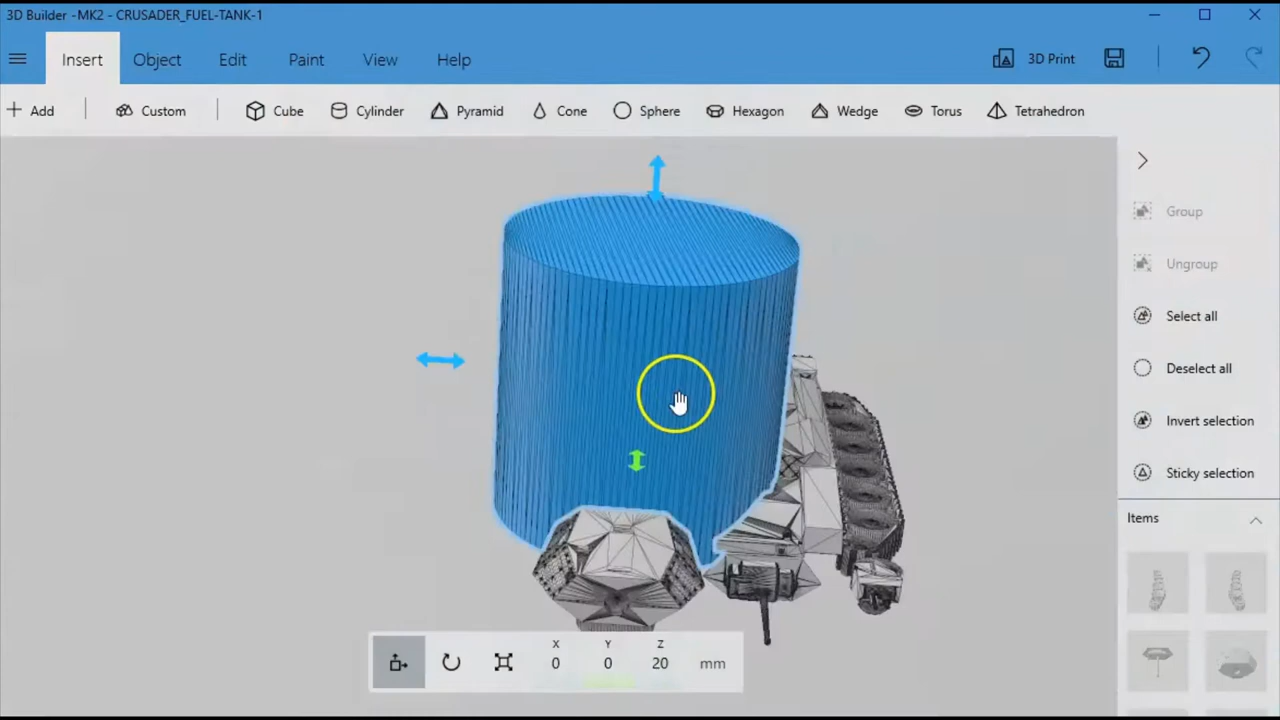 3D Builder -MK2 - CRUSADER_FUEL-TANK-1
Insert Object Edit Paint View Help 3D Print
Add Custom Cube Cylinder Pyramid Cone Sphere Hexagon Wedge Torus Tetrahedron
Group
Ungroup
Select all
Deselect all
Invert selection
Sticky selection
Items
X Y Z
0 0 20 mm